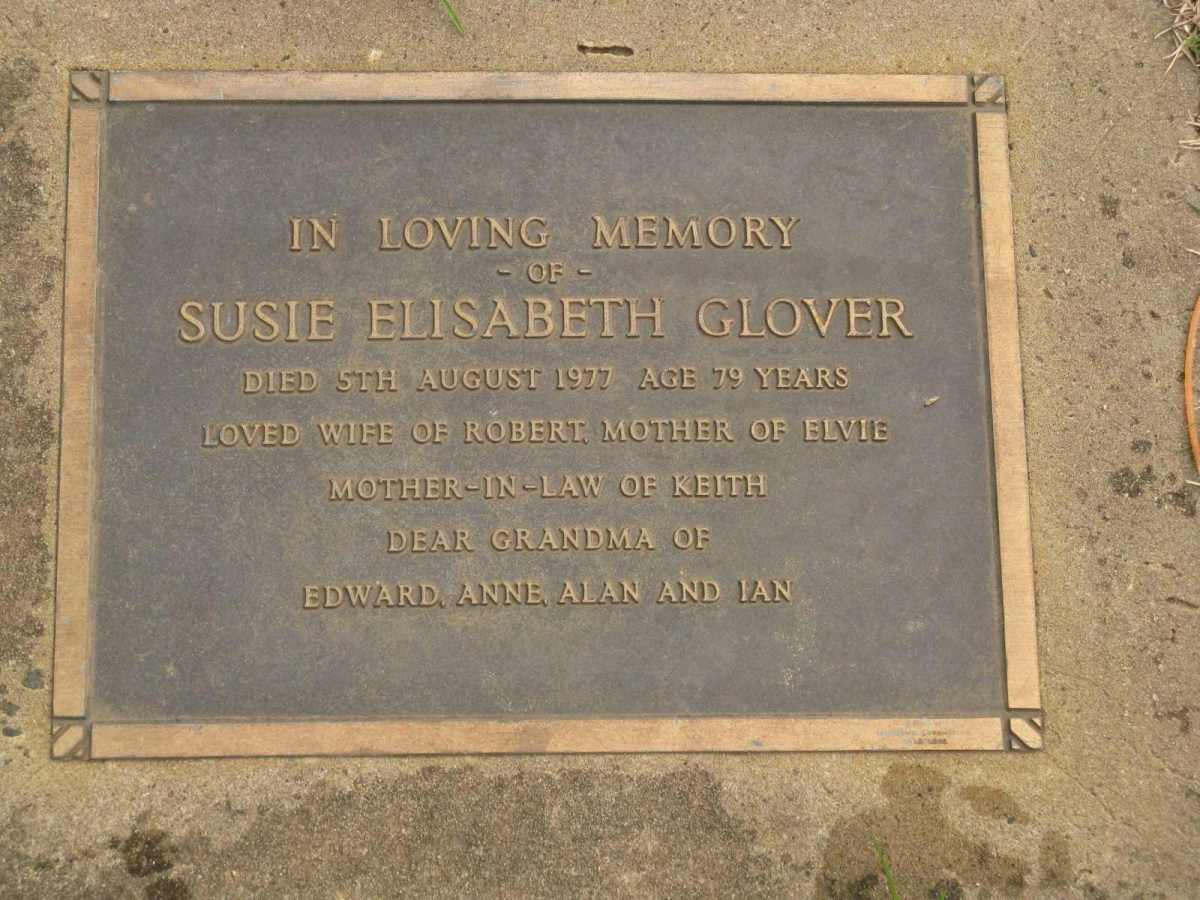 IN LOVING MEMORY
- OF -
SUSIE ELISABETH GLOVER
DIED 5TH AUGUST 1977 AGE 79 YEARS
LOVED WIFE OF ROBERT, MOTHER OF ELVIE
MOTHER-IN-LAW OF KEITH
DEAR GRANDMA OF
EDWARD, ANNE, ALAN AND IAN